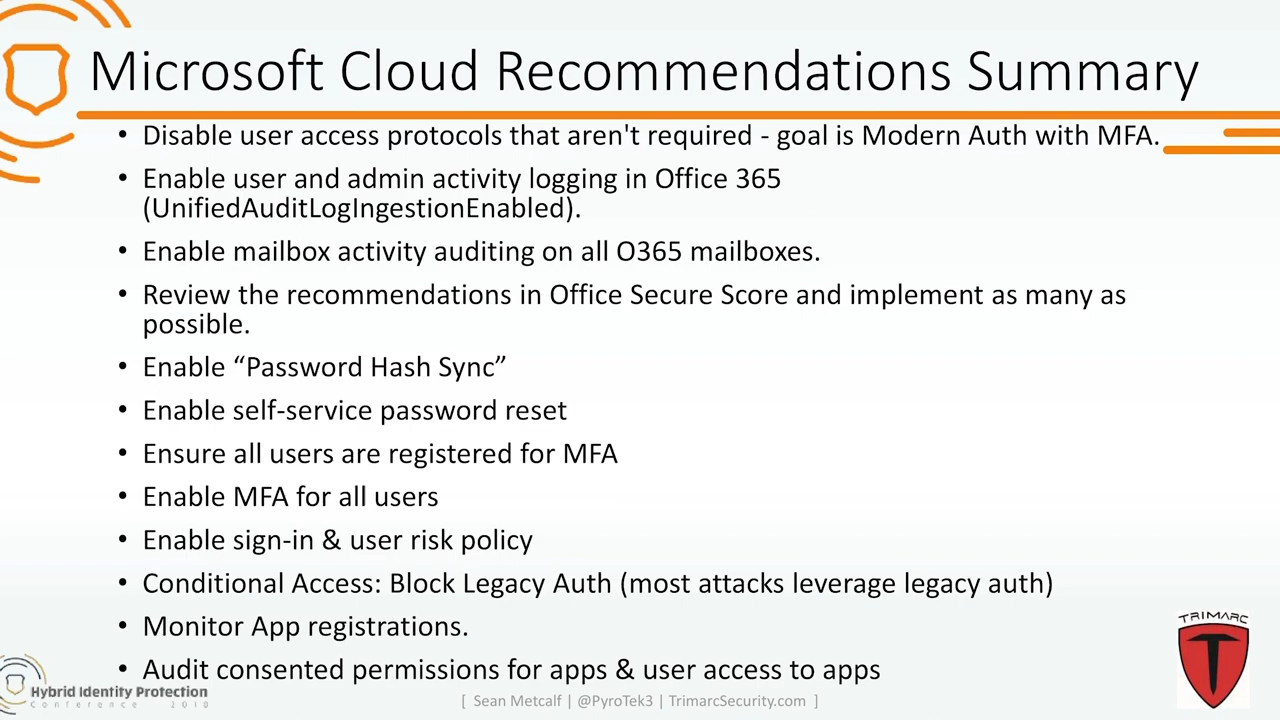 Microsoft Cloud Recommendations Summary
• Disable user access protocols that aren't required - goal is Modern Auth with MFA.
• Enable user and admin activity logging in Office 365
(UnifiedAuditLogIngestionEnabled).
• Enable mailbox activity auditing on all O365 mailboxes.
• Review the recommendations in Office Secure Score and implement as many as
possible.
• Enable “Password Hash Sync”
• Enable self-service password reset
• Ensure all users are registered for MFA
• Enable MFA for all users
• Enable sign-in & user risk policy
• Conditional Access: Block Legacy Auth (most attacks leverage legacy auth)
• Monitor App registrations.
• Audit consented permissions for apps & user access to apps
TRIMARC
T
Hybrid Identity Protection
Conference
[ Sean Metcalf | @PyroTek3 | TrimarcSecurity.com ]